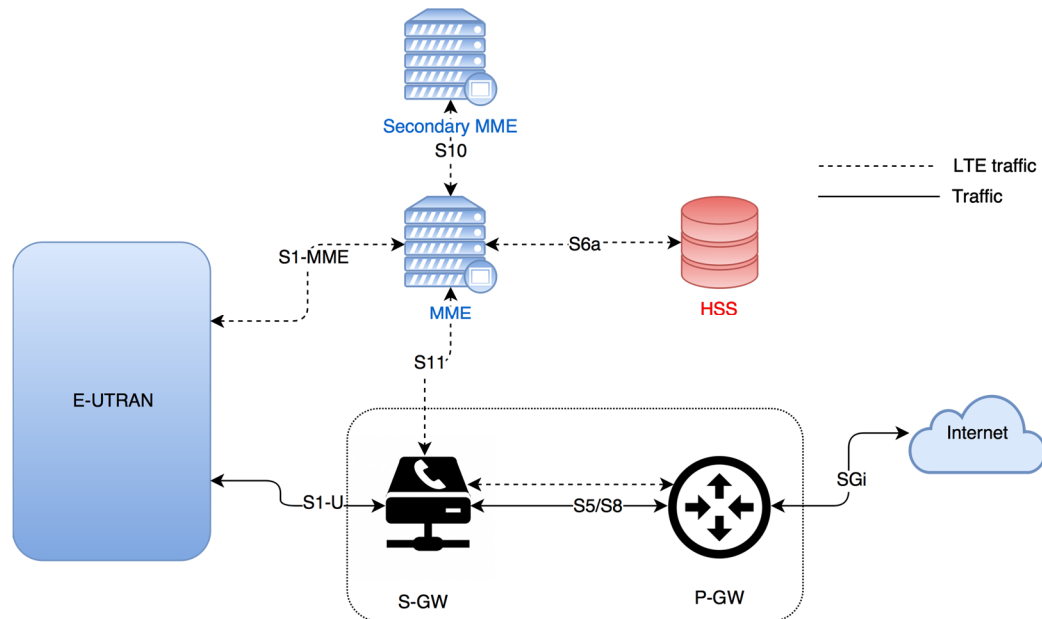 Secondary MME
S10
LTE traffic
Traffic
S1-MME
S6a
MME
HSS
S11
E-UTRAN
Internet
SGi
S1-U
S5/S8
S-GW
P-GW